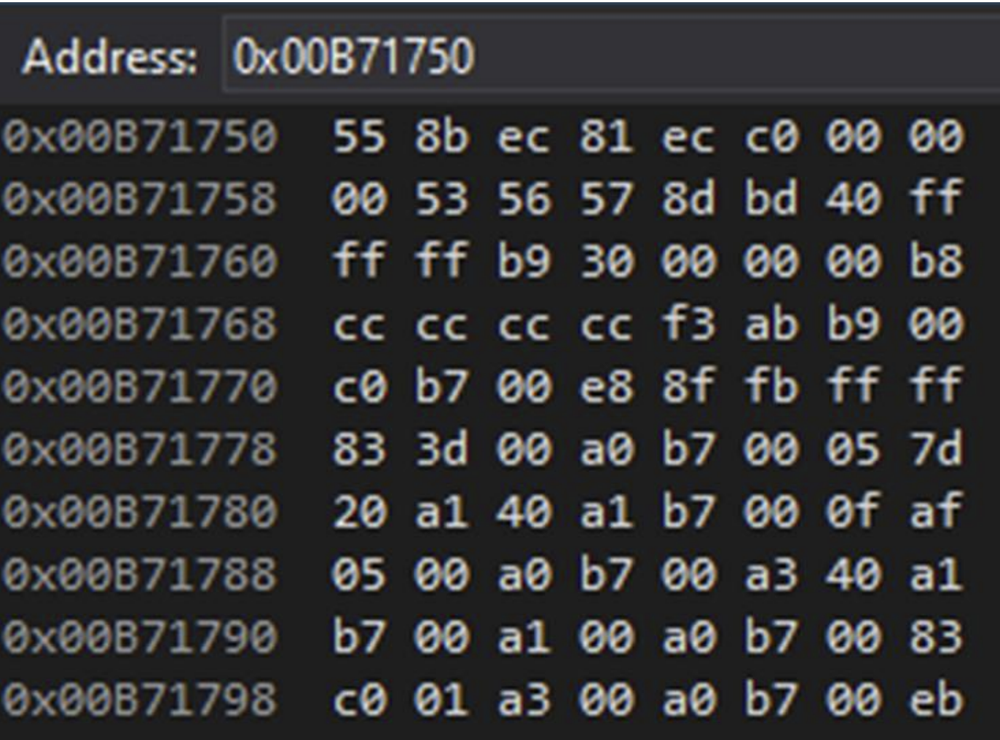 Address: 0x00B71750
0x00B71750 55 8b ec 81 ec c0 00 00
0x00B71758 00 53 56 57 8d bd 40 ff
0x00B71760 ff ff b9 30 00 00 00 b8
0x00B71768 cc cc cc cc f3 ab b9 00
0x00B71770 c0 b7 00 e8 8f fb ff ff
0x00B71778 83 3d 00 a0 b7 00 05 7d
0x00B71780 20 a1 40 a1 b7 00 0f af
0x00B71788 05 00 a0 b7 00 a3 40 a1
0x00B71790 b7 00 a1 00 a0 b7 00 83
0x00B71798 c0 01 a3 00 a0 b7 00 eb